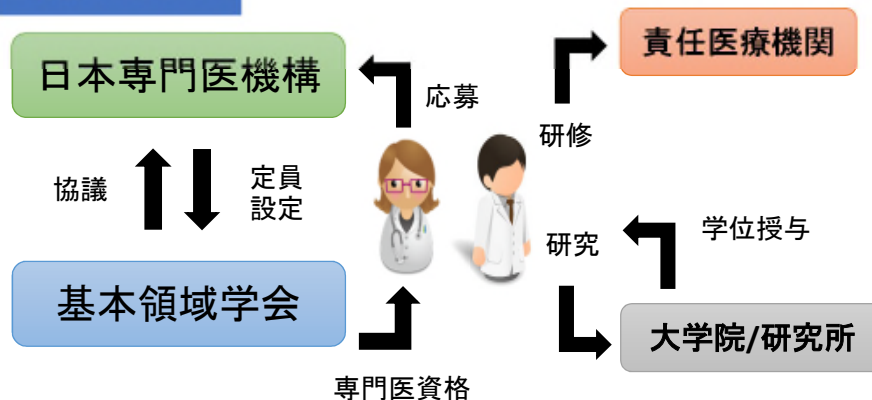 日本専門医機構
応募
責任医療機関
研修
協議
定員
設定
研究
学位授与
基本領域学会
専門医資格
大学院/研究所